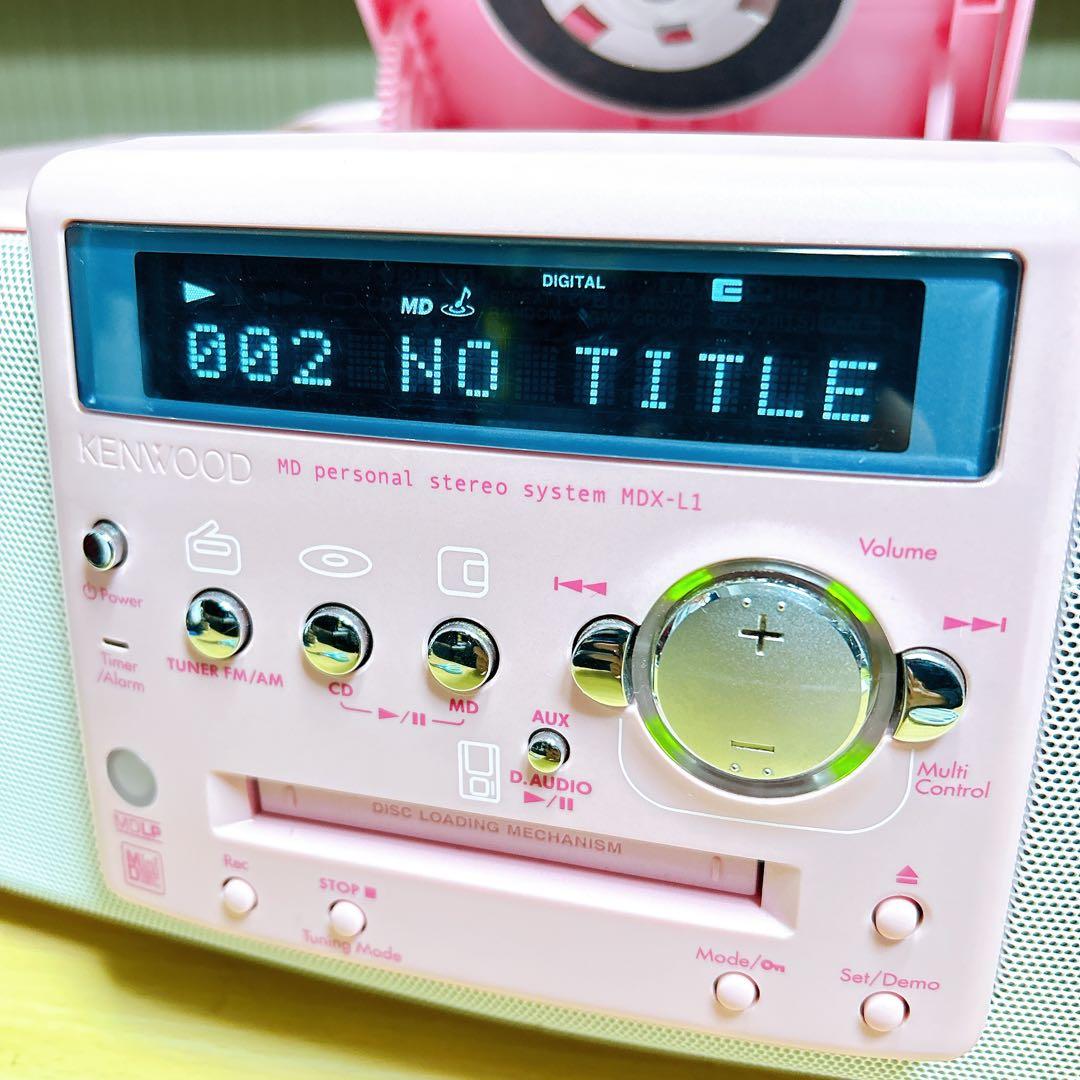 DIGITAL
MD
002 NO TITLE
KENWOOD
MD personal stereo system MDX-L1
Volume
Power
TUNER FM/AM
CD
MD
Timer
/Alarm
AUX
D.AUDIO
Multi
Control
DISC LOADING MECHANISM
MDLP
Rec
STOP
Tuning Mode
Mode/
Set/Demo